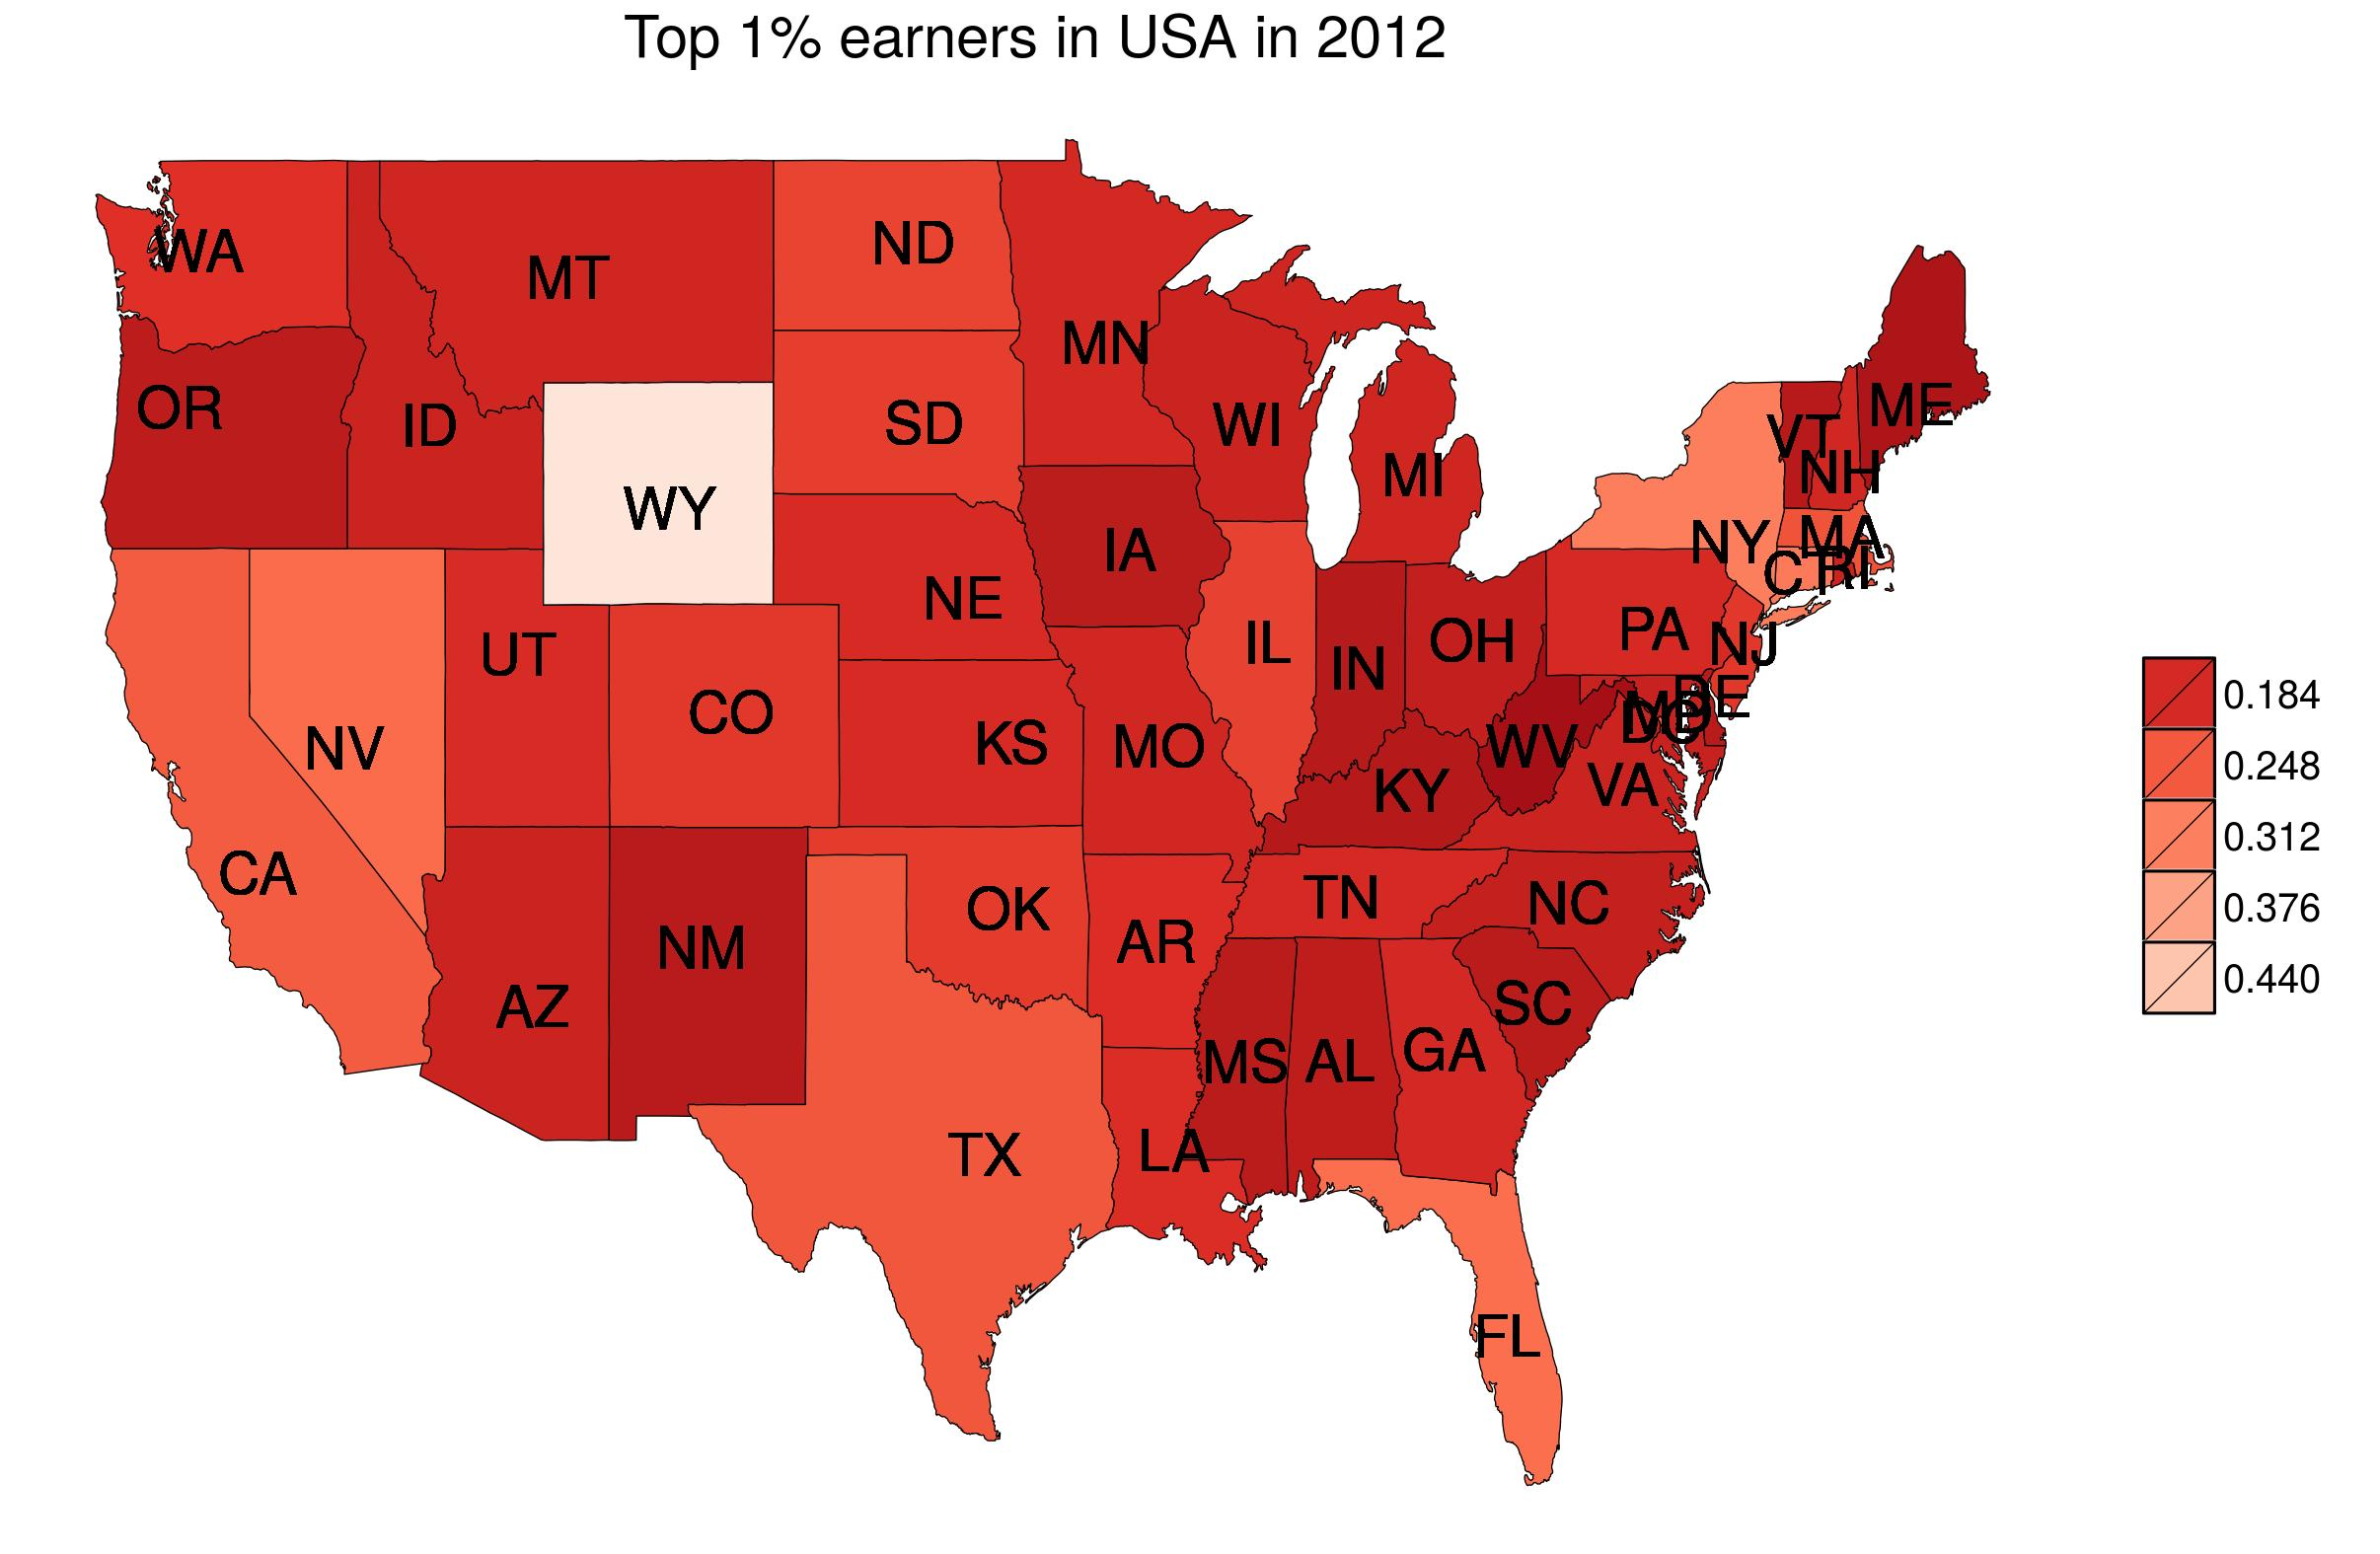 Top 1% earners in USA in 2012
WA
MT
ND
MN
OR
ID
SD
WI
ME
VT
MI
NH
WY
NY
MA
IA
CT
RI
NE
UT
IL
IN
OH
PA
NJ
CO
KS
MO
WV
MD
DE
DC
NV
KY
VA
CA
OK
TN
NC
NM
AR
AZ
SC
MS
AL
GA
TX
LA
FL
0.184
0.248
0.312
0.376
0.440